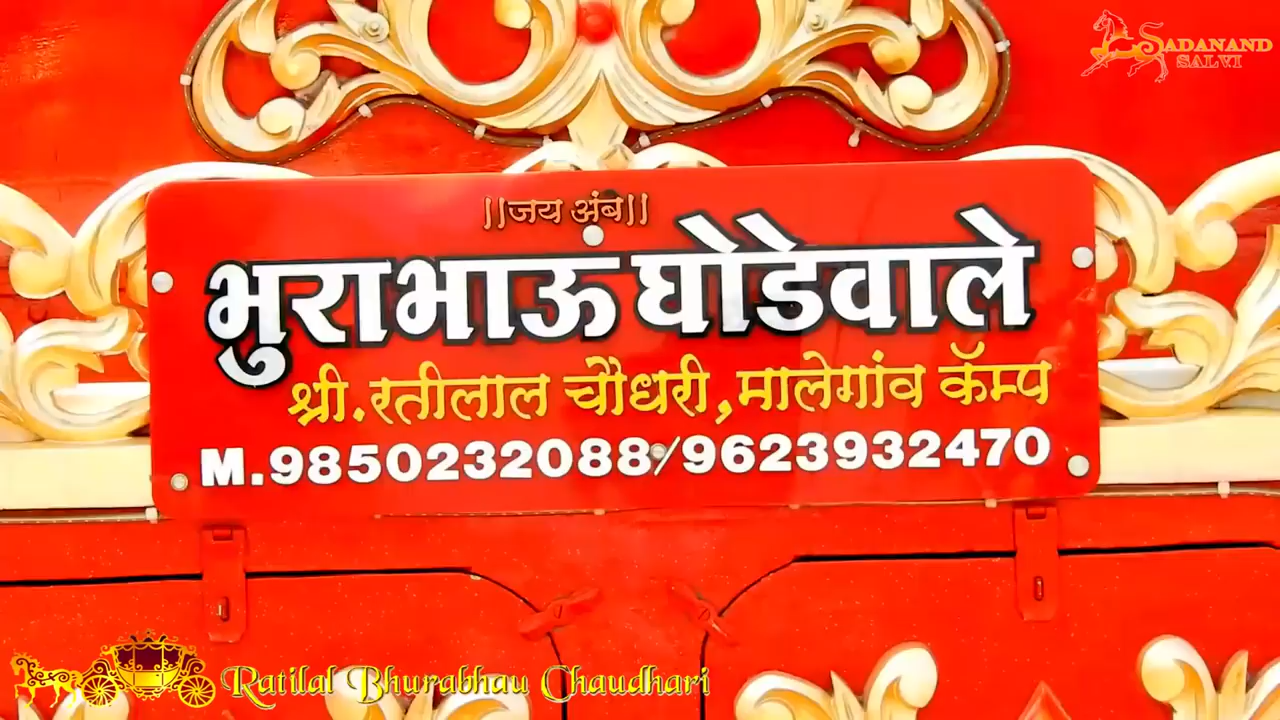 SADANAND
SALVI
||जय अंबे||
भुराभाऊं घोडेवाले
श्री.रतीलाल चौधरी,मालेगांव कॅम्प
M.9850232088/9623932470
Ratilal Bhurabhau Chaudhari